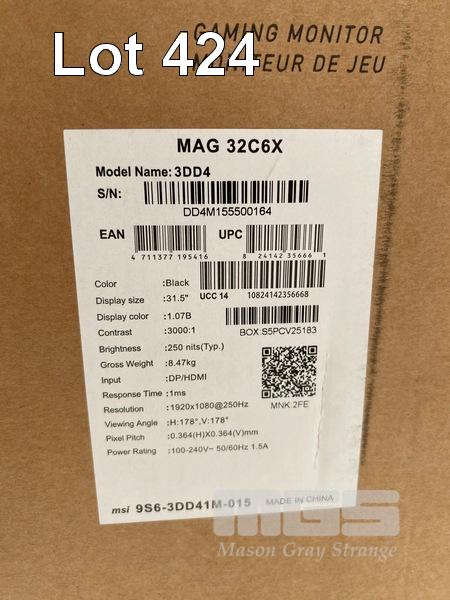 Lot 424
GAMING MONITOR
DE JEU
MAG 32C6X
Model Name: 3DD4
S/N:
DD4M155500164
EAN UPC
4 711377 195416 8 24142 35666 1
Color :Black
UCC 14 10824142356668
Display size :31.5"
Display color :1.07B
Contrast :3000:1
BOX:S5PCV25183
Brightness :250 nits(Typ.)
Gross Weight :8.47kg
Input :DP/HDMI
Response Time :1ms
MNK:2FE
Resolution :1920x1080@250Hz
Viewing Angle :H:178°,V:178°
Pixel Pitch :0.364(H)X0.364(V)mm
Power Rating :100-240V~ 50/60Hz 1.5A
msi 9S6-3DD41M-015 MADE IN CHINA
MGS
Mason Gray Strange